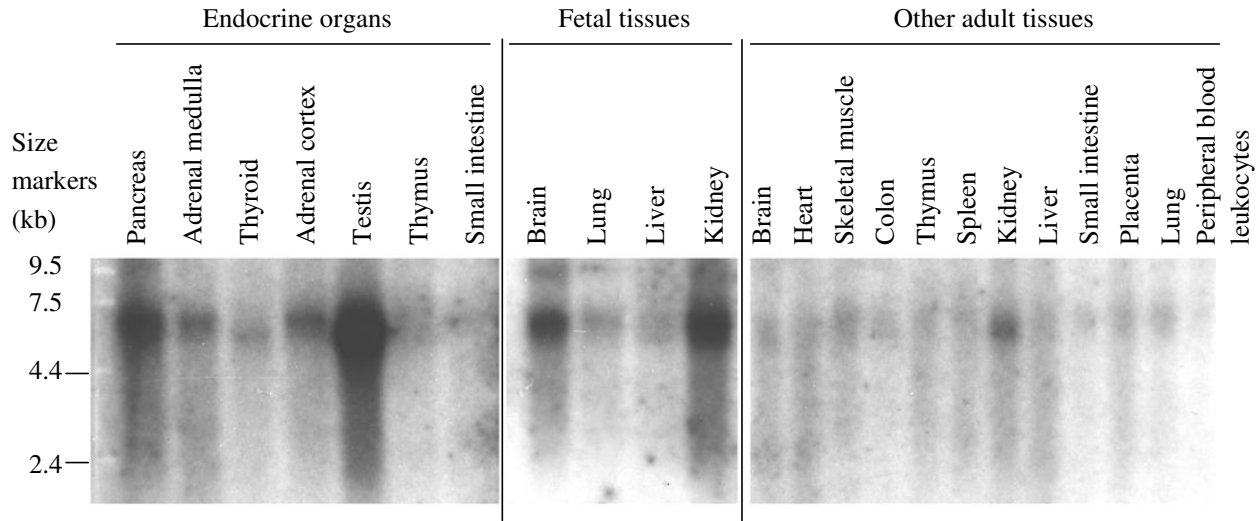 Endocrine organs
Fetal tissues
Other adult tissues
Size
markers
(kb)
Pancreas
Adrenal medulla
Thyroid
Adrenal cortex
Testis
Thymus
Small intestine
Brain
Lung
Liver
Kidney
Brain
Heart
Skeletal muscle
Colon
Thymus
Spleen
Kidney
Liver
Small intestine
Placenta
Lung
Peripheral blood
leukocytes
9.5
7.5
4.4
2.4